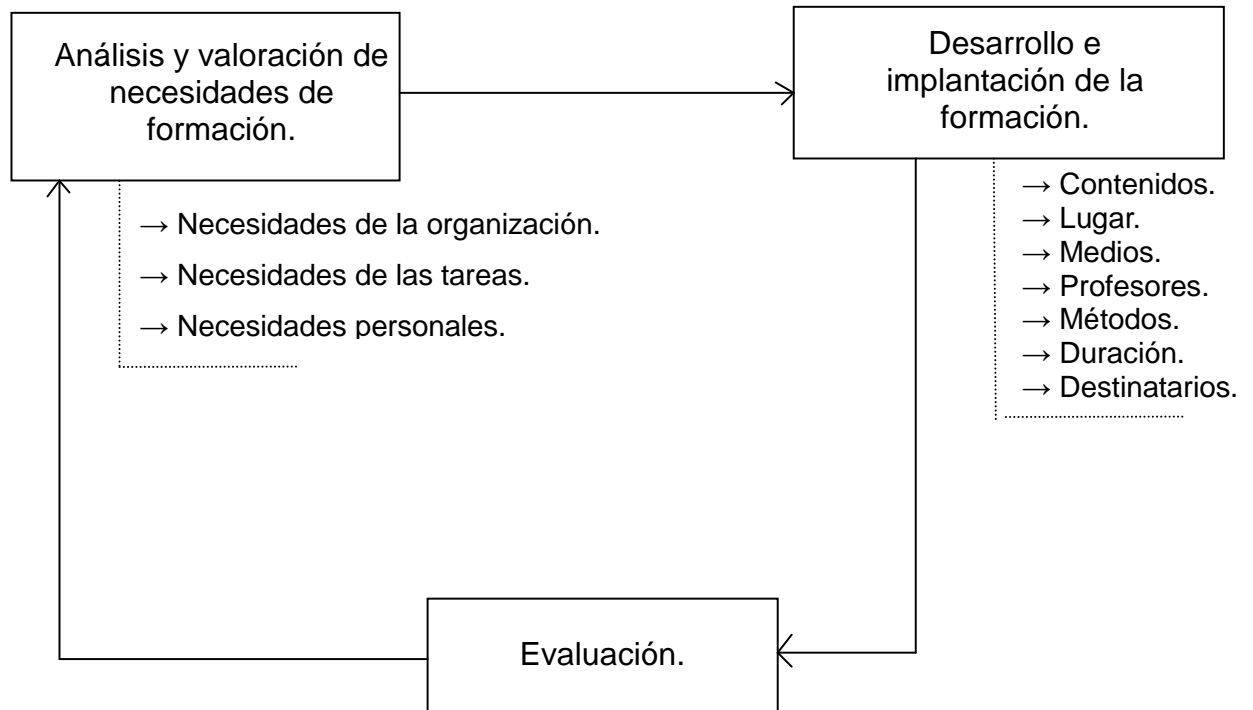 Análisis y valoración de
necesidades de
formación.
Desarrollo e
implantación de la
formación.
→ Necesidades de la organización.
→ Necesidades de las tareas.
→ Necesidades personales.
→ Contenidos.
→ Lugar.
→ Medios.
→ Profesores.
→ Métodos.
→ Duración.
→ Destinatarios.
Evaluación.